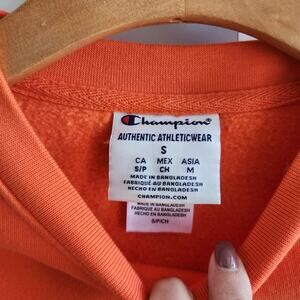 Champion
AUTHENTIC ATHLETICWEAR
S
CA MEX ASIA
S/P CH M
MADE IN BANGLADESH
FABRIQUÉ AU BANGLADESH
HECHO EN BANGLADESH
CHAMPION.COM
MADE IN BANGLADESH
FABRIQUE AU BANGLADESH
HECHO EN BANGLADESH
S/P/CH